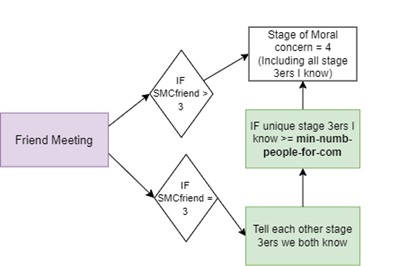 Stage of Moral
concern = 4
(Including all stage
3ers I know)
IF
SMCfriend >
3
Friend Meeting
IF unique stage 3ers I
know >= min-numb-
people-for-com
IF
SMCfriend =
3
Tell each other stage
3ers we both know